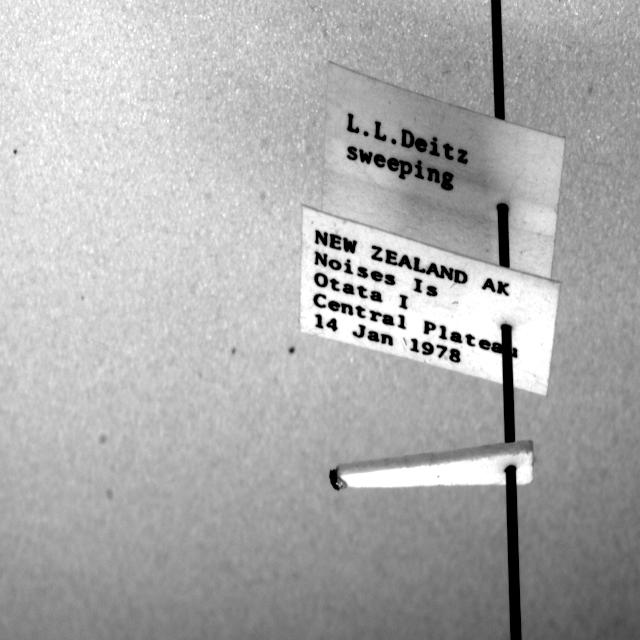 L.L.Deitz
sweeping
NEW ZEALAND AK
Noises Is
Otata I
Central Plateau
14 Jan 1978